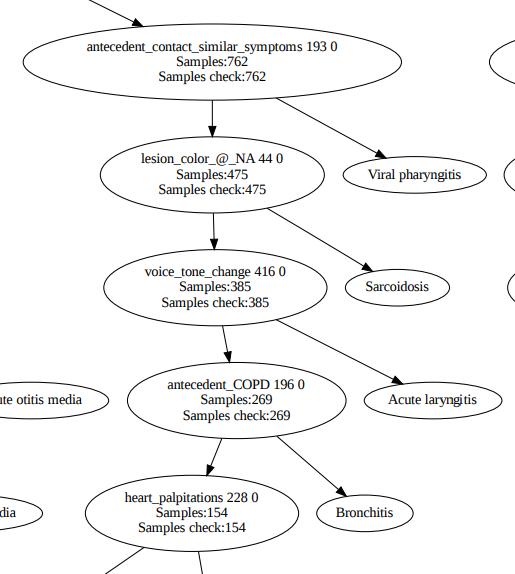 antecedent_contact_similar_symptoms 193 0
Samples:762
Samples check:762
lesion_color_@_NA 44 0
Samples:475
Samples check:475
Viral pharyngitis
voice_tone_change 416 0
Samples:385
Samples check:385
Sarcoidosis
ute otitis media
antecedent_COPD 196 0
Samples:269
Samples check:269
Acute laryngitis
dia
heart_palpitations 228 0
Samples:154
Samples check:154
Bronchitis